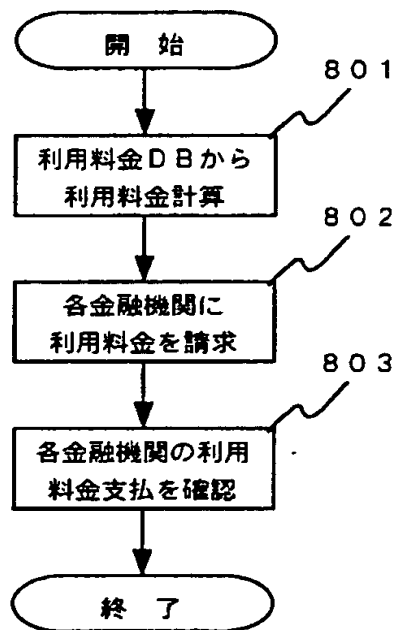 開 始
801
利用料金DBから
利用料金計算
802
各金融機関に
利用料金を請求
803
各金融機関の利用
料金支払を確認
終 了